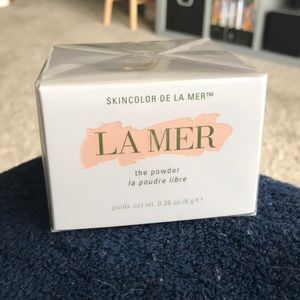 SKINCOLOR DE LA MER™
LA MER
the powder
la poudre libre
poids net wt. 0.28 oz./8 g ℮